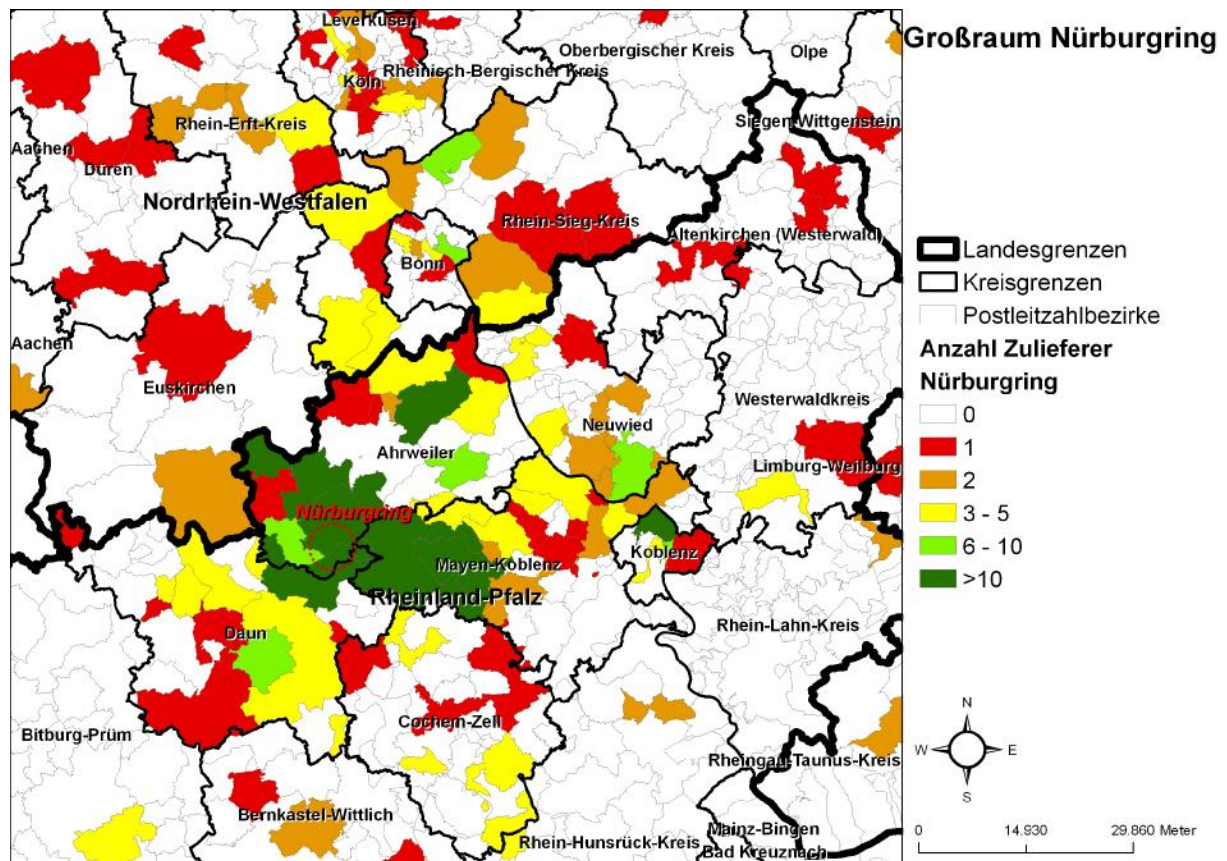 Großraum Nürburgring
Leverkusen
Oberbergischer Kreis
Olpe
Rheinisch-Bergischer Kreis
Köln
Rhein-Erft-Kreis
Siegen-Wittgenstein
Aachen
Düren
Nordrhein-Westfalen
Rhein-Sieg-Kreis
Altenkirchen (Westerwald)
Bonn
Aachen
Euskirchen
Westerwaldkreis
Neuwied
Ahrweiler
Limburg-Weilburg
Nürburgring
Koblenz
Mayen-Koblenz
Rheinland-Pfalz
Rhein-Lahn-Kreis
Daun
Cochem-Zell
Bitburg-Prüm
Rheingau-Taunus-Kreis
Bernkastel-Wittlich
Mainz-Bingen
Rhein-Hunsrück-Kreis
Bad Kreuznach
Landesgrenzen
Kreisgrenzen
Postleitzahlbezirke
Anzahl Zulieferer
Nürburgring
0
1
2
3 - 5
6 - 10
>10
N
W E
S
0 14.930 29.860 Meter